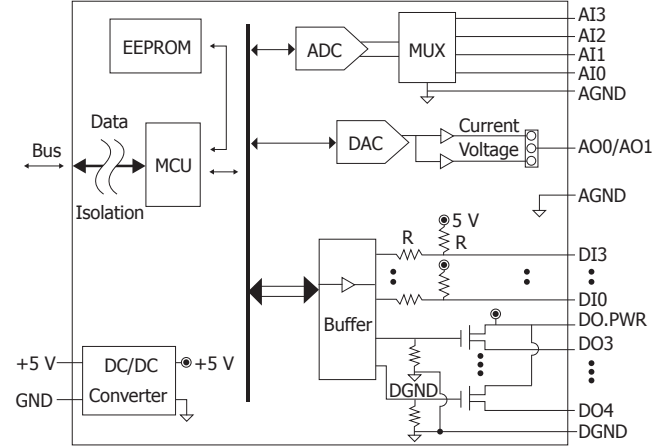 AI3
EEPROM
ADC
MUX
AI2
AI1
AI0
AGND
Data
Bus
MCU
Isolation
DAC
Current
Voltage
AO0/AO1
AGND
5 V
R
R
DI3
DI0
Buffer
DO.PWR
DO3
+5 V
DC/DC
Converter
+5 V
GND
DGND
DO4
DGND